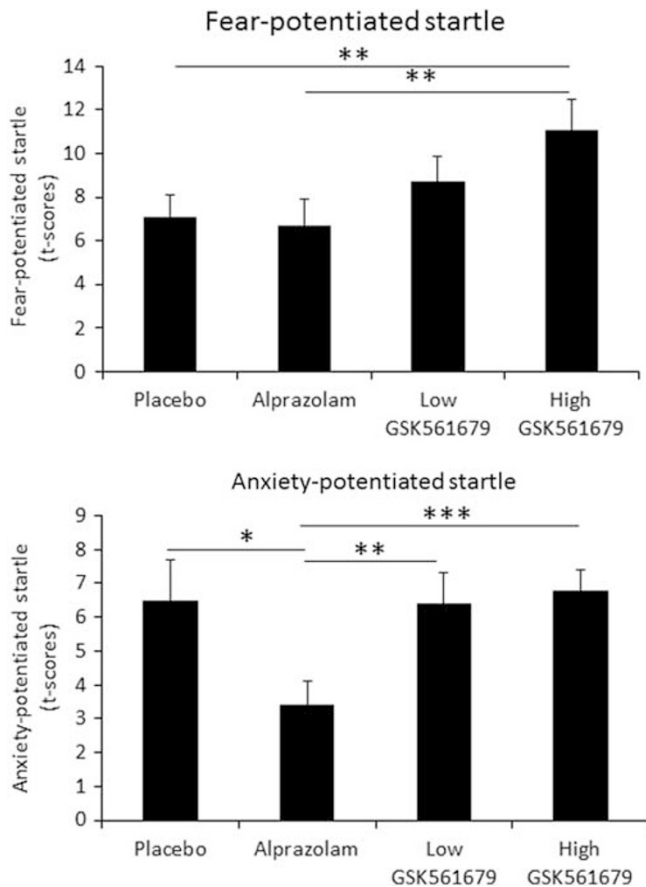 Fear-potentiated startle
Fear-potentiated startle
(t-scores)
14
12
10
8
6
4
2
0
**
**
Placebo
Alprazolam
Low
GSK561679
High
GSK561679
Anxiety-potentiated startle
Anxiety-potentiated startle
(t-scores)
9
8
7
6
5
4
3
2
1
0
***
*
**
Placebo
Alprazolam
Low
GSK561679
High
GSK561679